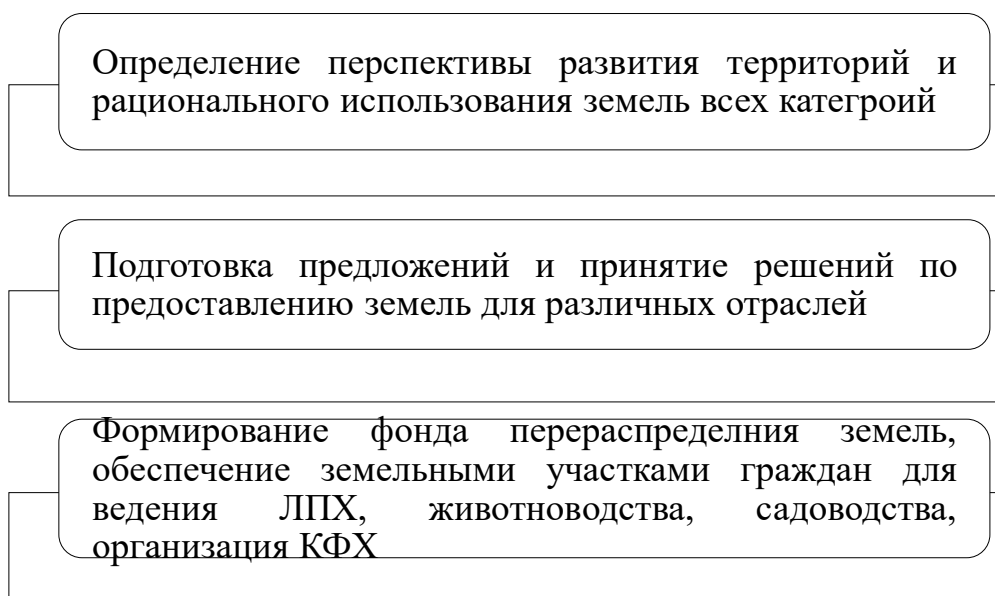 Определение перспективы развития территорий и
рационального использования земель всех категроий
Подготовка предложений и принятие решений по
предоставлению земель для различных отраслей
Формирование фонда перераспределния земель,
обеспечение земельными участками граждан для
ведения ЛПХ, животноводства, садоводства,
организация КФХ